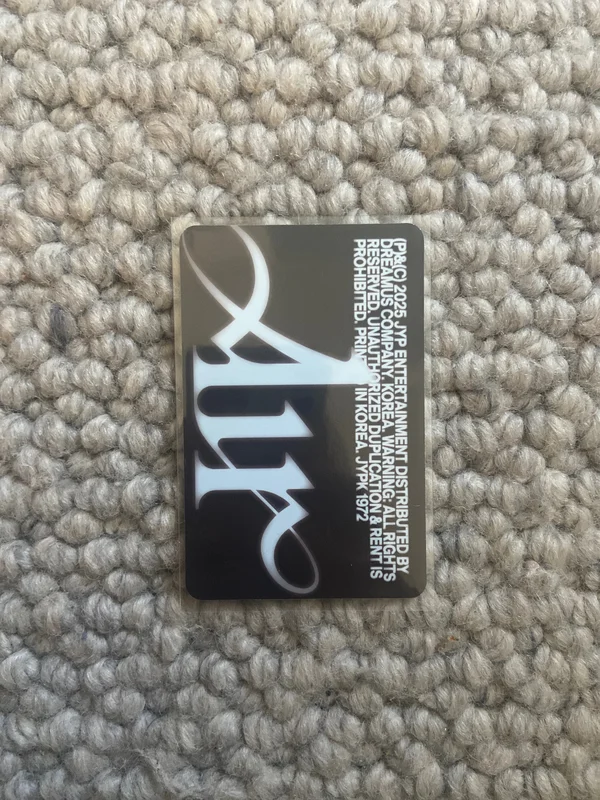 (P)&(C) 2025 JYP ENTERTAINMENT DISTRIBUTED BY
DREAMUS COMPANY, KOREA. WARNING: ALL RIGHTS
RESERVED. UNAUTHORIZED DUPLICATION & RENT IS
PROHIBITED. PRINTED IN KOREA. JYPK 1972
Air